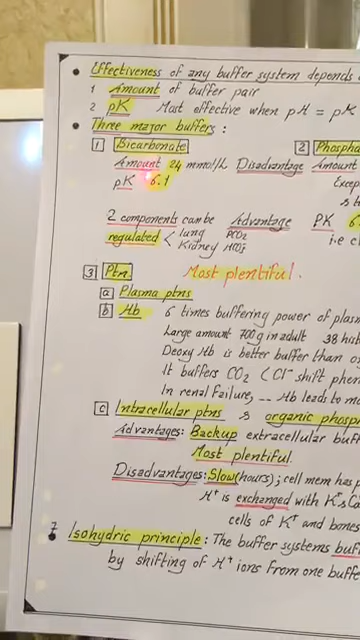 • Effectiveness of any buffer system depends
1 Amount of buffer pair
2 pK Most effective when pH = pK
• Three major buffers :
1 Bicarbonate 2 Phospha
Amount 24 mmol/L Disadvantage Amount
pK 6.1 Excep
2 components can be Advantage PK 6.
regulated < lung PCO2
Kidney HCO3 i.e cl
3 Ptn. Most plentiful.
a Plasma ptns
b Hb 6 times buffering power of plasm
Large amount 700g in adult 38 hist
Deoxy Hb is better buffer than o
It buffers CO2 (Cl- shift phen
In renal failure, __ Hb leads to mo
c Intracellular ptns & organic phosp
Advantages: Backup extracellular buff
Most plentiful
Disadvantages: Slow (hours); cell mem has p
H+ is exchanged with K+
cells of K+ and bones
• Isohydric principle : The buffer systems buf
by shifting of H+ ions from one buffe